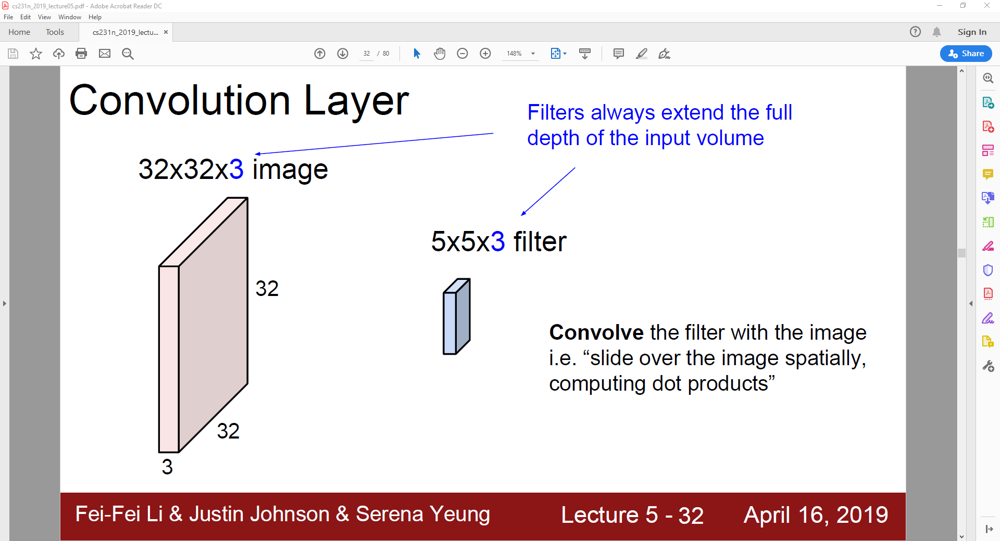 cs231n_2019_lecture05.pdf - Adobe Acrobat Reader DC
File Edit View Window Help
Home Tools cs231n_2019_lectu... Sign In
32 / 80 148% Share
Convolution Layer
Filters always extend the full
depth of the input volume
32x32x3 image
5x5x3 filter
32
Convolve the filter with the image
i.e. “slide over the image spatially,
computing dot products”
32
3
Fei-Fei Li & Justin Johnson & Serena Yeung Lecture 5 - 32 April 16, 2019